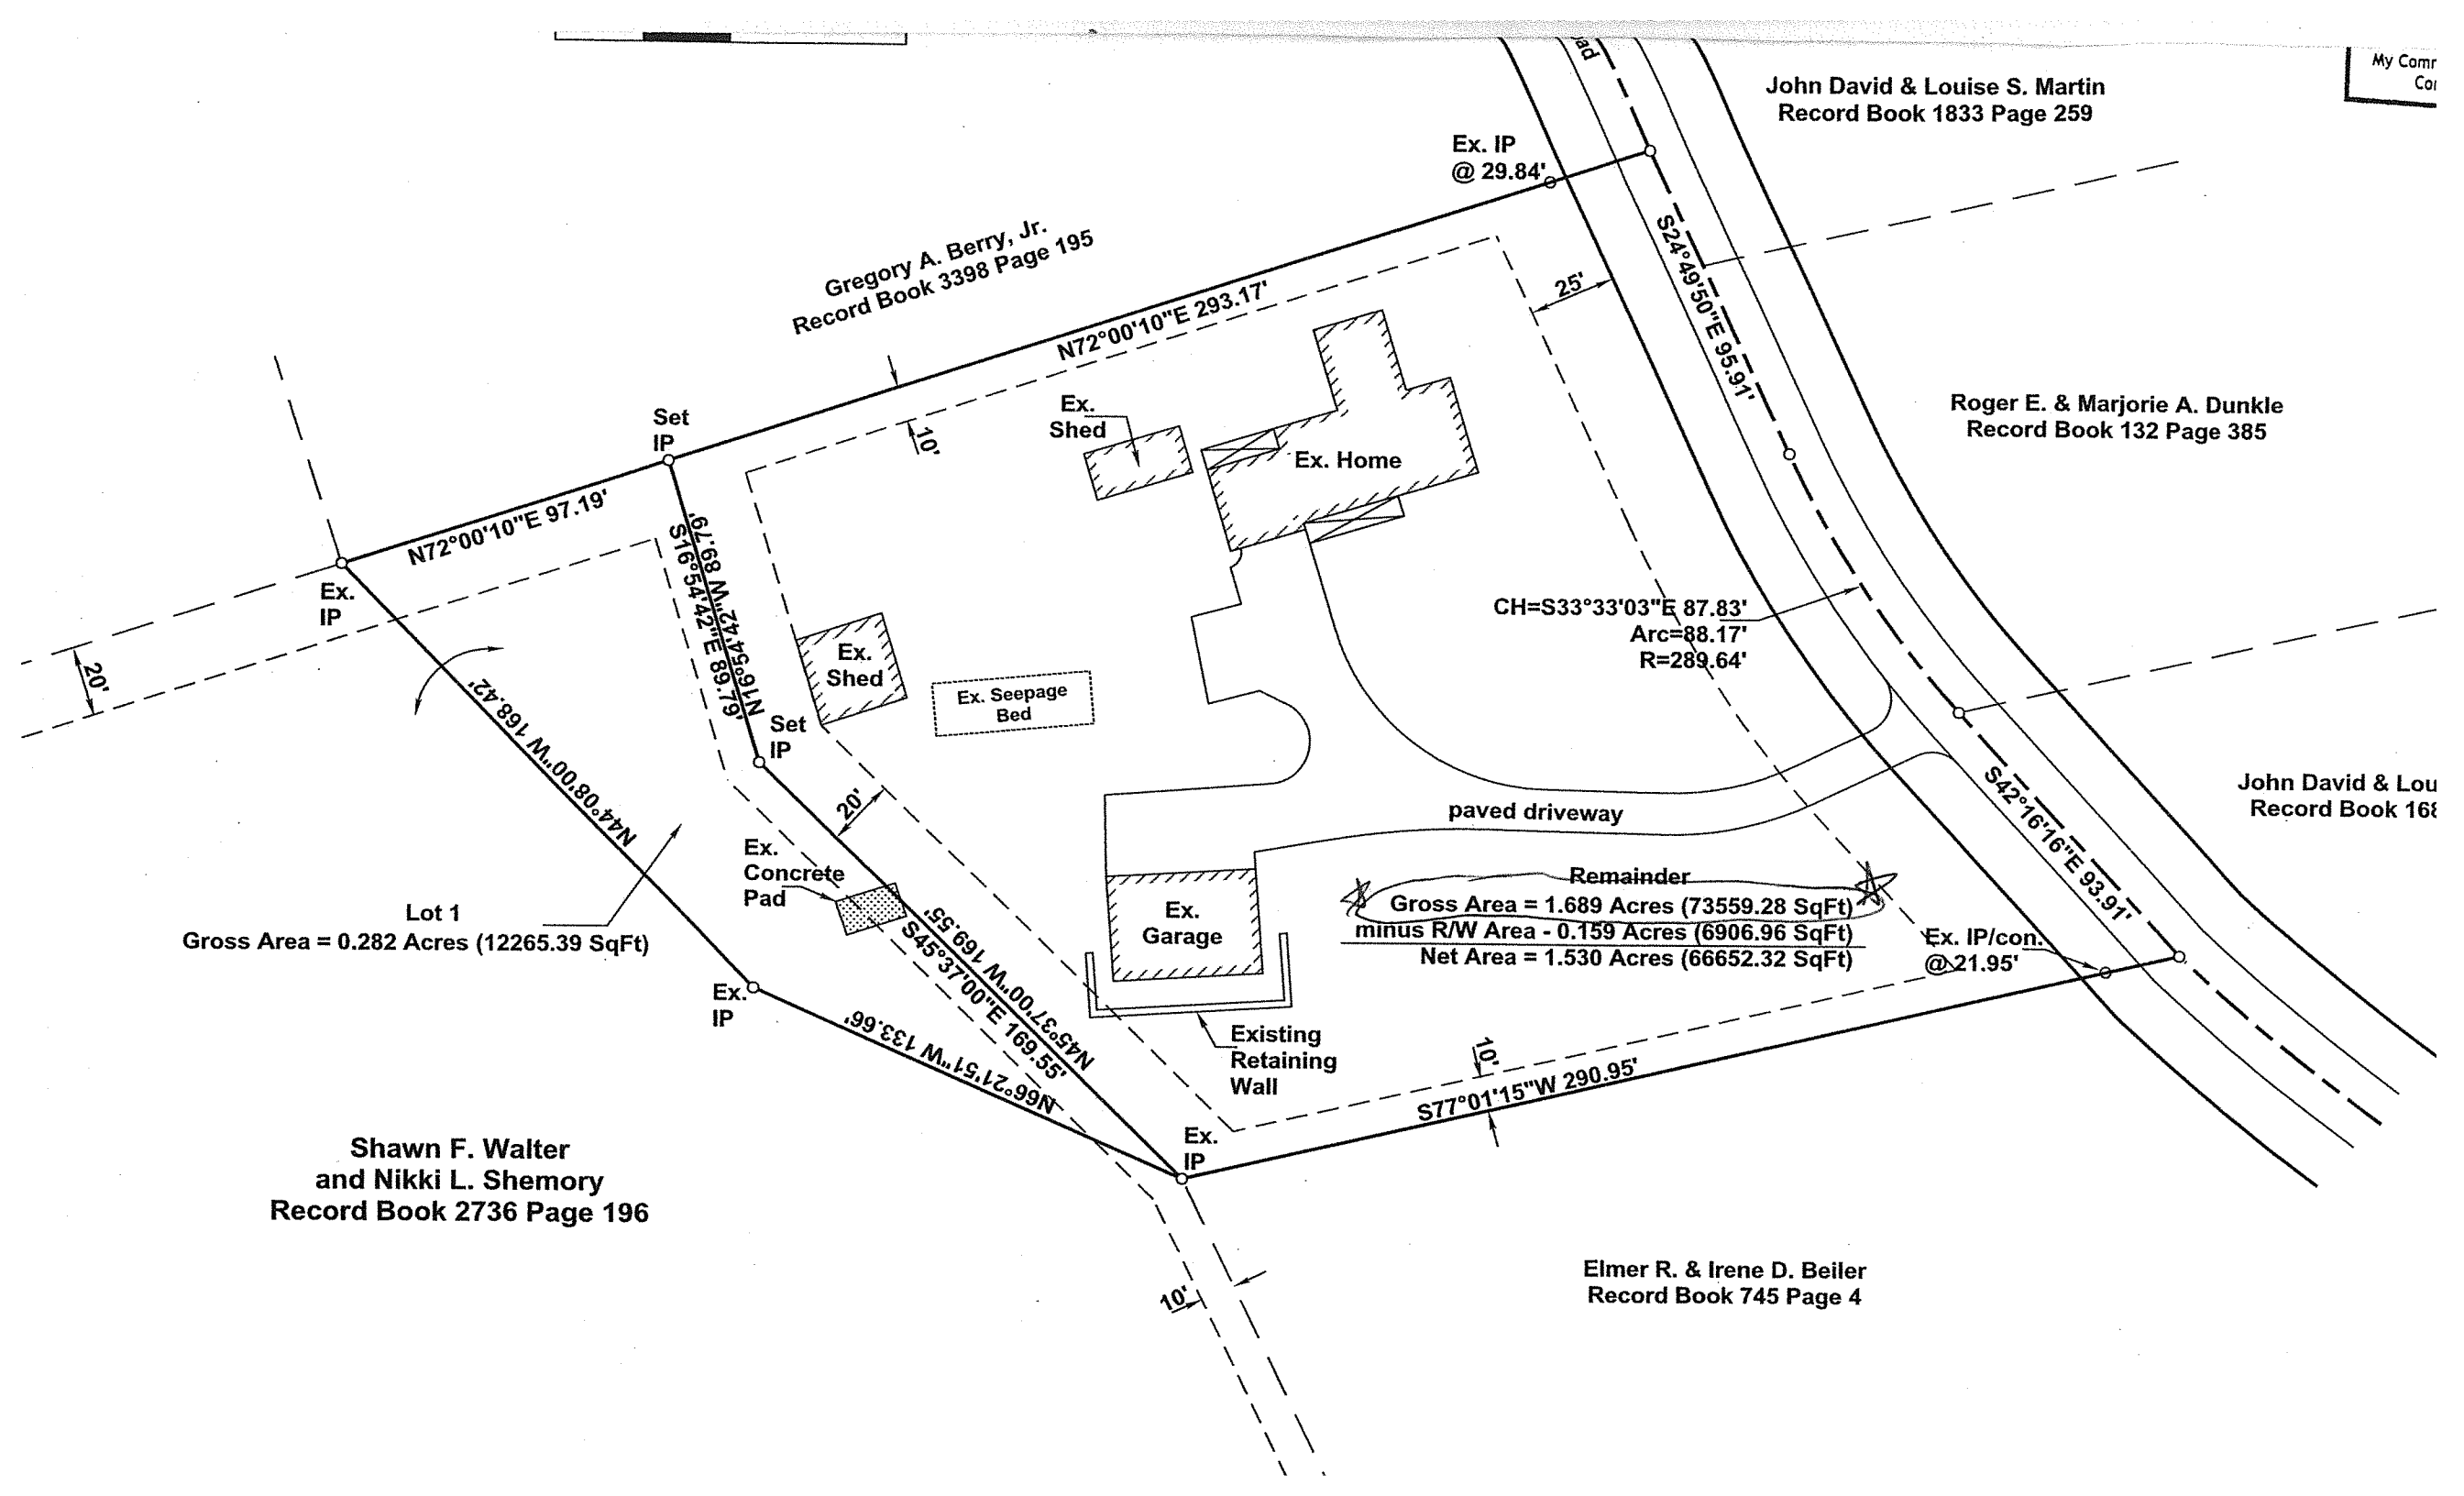 My Comr
John David & Louise S. Martin
Record Book 1833 Page 259
Ex. IP
@ 29.84'
Gregory A. Berry, Jr.
Record Book 3398 Page 195
N72°00'10"E 293.17'
S24°49'50"E 95.91'
25'
10'
Ex.
Shed
Ex. Home
Roger E. & Marjorie A. Dunkle
Record Book 132 Page 385
Set
IP
N72°00'10"E 97.19'
N16°54'42"W 89.79'
S16°54'42"E 89.79'
Ex.
IP
20'
CH=S33°33'03"E 87.83'
Arc=88.17'
R=289.64'
Ex.
Shed
Ex. Seepage
Bed
Set
IP
N44°08'00"W 168.42'
20'
S42°16'16"E 93.91'
John David & Lou
Record Book 168
paved driveway
Ex.
Concrete
Pad
Lot 1
Gross Area = 0.282 Acres (12265.39 SqFt)
Ex.
Garage
Remainder
Gross Area = 1.689 Acres (73559.28 SqFt)
minus R/W Area - 0.159 Acres (6906.96 SqFt)
Net Area = 1.530 Acres (66652.32 SqFt)
Ex. IP/con.
@ 21.95'
N45°37'00"W 169.55'
S45°37'00"E 169.55'
Ex.
IP
N66°21'51"W 133.66'
Existing
Retaining
Wall
10'
S77°01'15"W 290.95'
Ex.
IP
Shawn F. Walter
and Nikki L. Shemory
Record Book 2736 Page 196
Elmer R. & Irene D. Beiler
Record Book 745 Page 4
10'